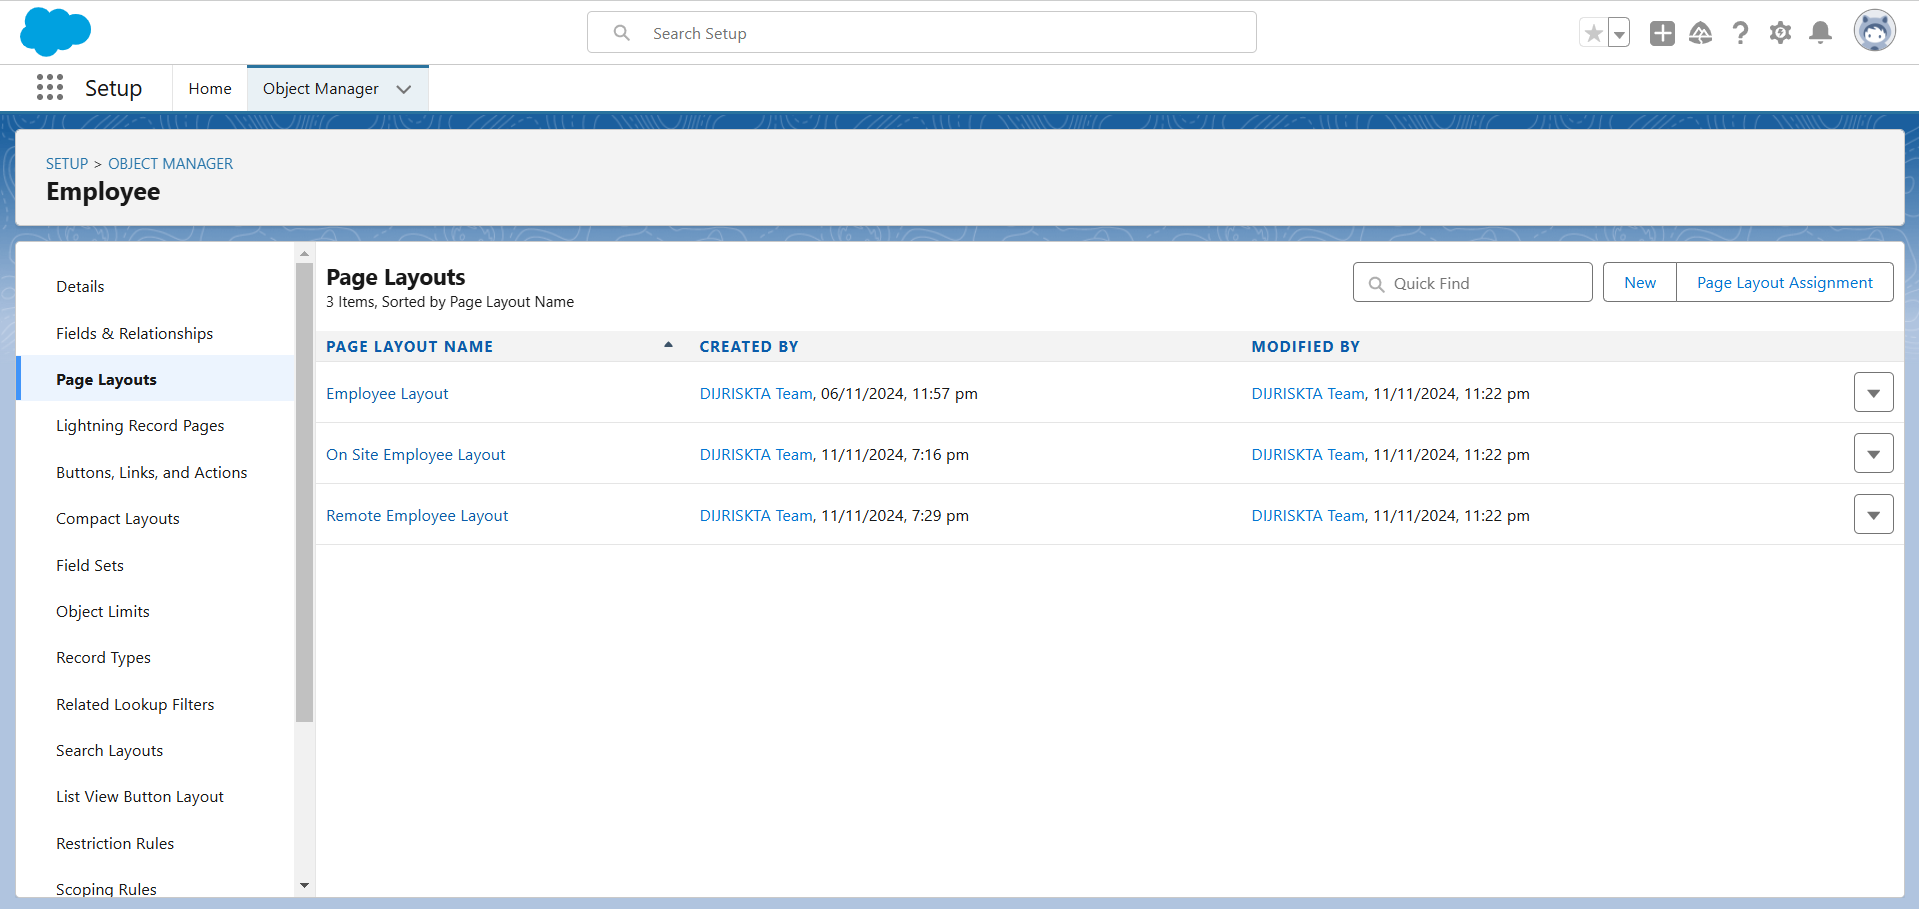 Search Setup
Setup
Home
Object Manager
SETUP > OBJECT MANAGER
Employee
Details
Fields & Relationships
Page Layouts
Lightning Record Pages
Buttons, Links, and Actions
Compact Layouts
Field Sets
Object Limits
Record Types
Related Lookup Filters
Search Layouts
List View Button Layout
Restriction Rules
Scoping Rules
Page Layouts
3 Items, Sorted by Page Layout Name
Quick Find
New
Page Layout Assignment
PAGE LAYOUT NAME CREATED BY MODIFIED BY
Employee Layout DIJRISKTA Team, 06/11/2024, 11:57 pm DIJRISKTA Team, 11/11/2024, 11:22 pm
On Site Employee Layout DIJRISKTA Team, 11/11/2024, 7:16 pm DIJRISKTA Team, 11/11/2024, 11:22 pm
Remote Employee Layout DIJRISKTA Team, 11/11/2024, 7:29 pm DIJRISKTA Team, 11/11/2024, 11:22 pm